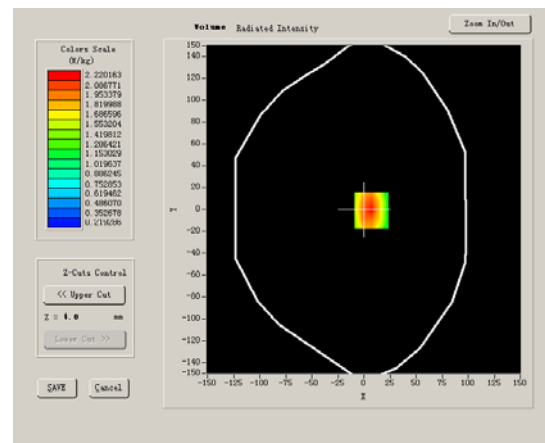 Volume Radiated Intensity
Zoom In/Out
Colors Scale
(W/kg)
2.220163
2.086771
1.953379
1.819988
1.686596
1.553204
1.419812
1.286421
1.153029
1.019637
0.886245
0.752853
0.619462
0.486070
0.352678
0.219286
Z-Cuts Control
<< Upper Cut
Z = 4.0 mm
Lower Cut >>
SAVE
Cancel
150
140
120
100
80
60
40
20
0
-20
-40
-60
-80
-100
-120
-140
-150
Y
-150 -125 -100 -75 -50 -25 0 25 50 75 100 125 150
X